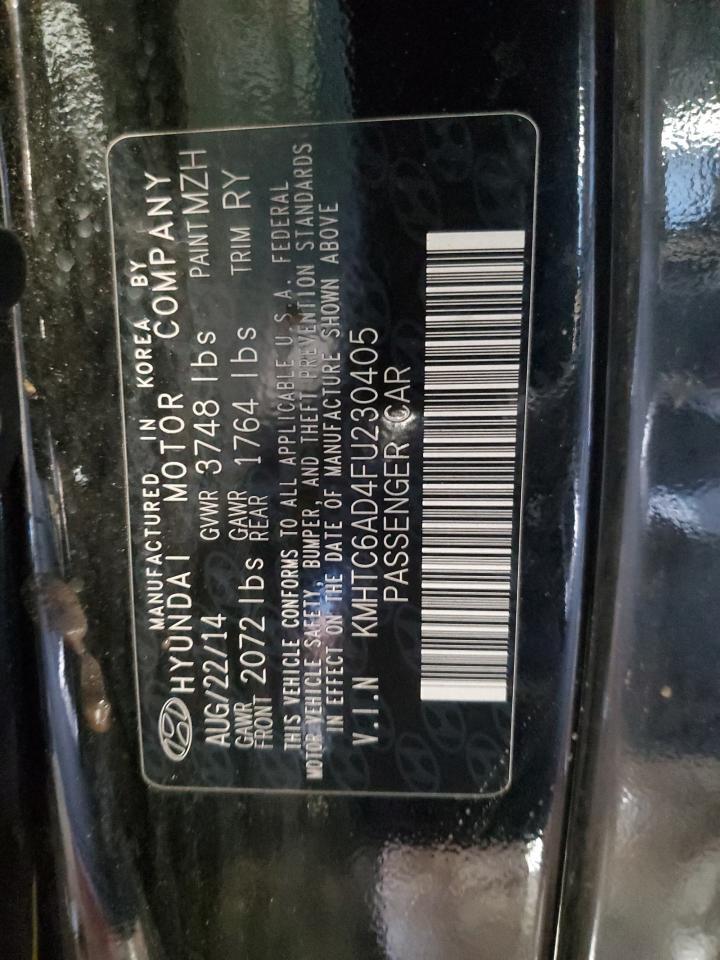 MANUFACTURED IN KOREA BY
HYUNDAI MOTOR COMPANY
AUG/22/14 GVWR 3748 lbs PAINT MZH
GAWR FRONT 2072 lbs GAWR REAR 1764 lbs TRIM RY
THIS VEHICLE CONFORMS TO ALL APPLICABLE U.S.A. FEDERAL
MOTOR VEHICLE SAFETY, BUMPER, AND THEFT PREVENTION STANDARDS
IN EFFECT ON THE DATE OF MANUFACTURE SHOWN ABOVE
V.I.N KMHTC6AD4FU230405
PASSENGER CAR